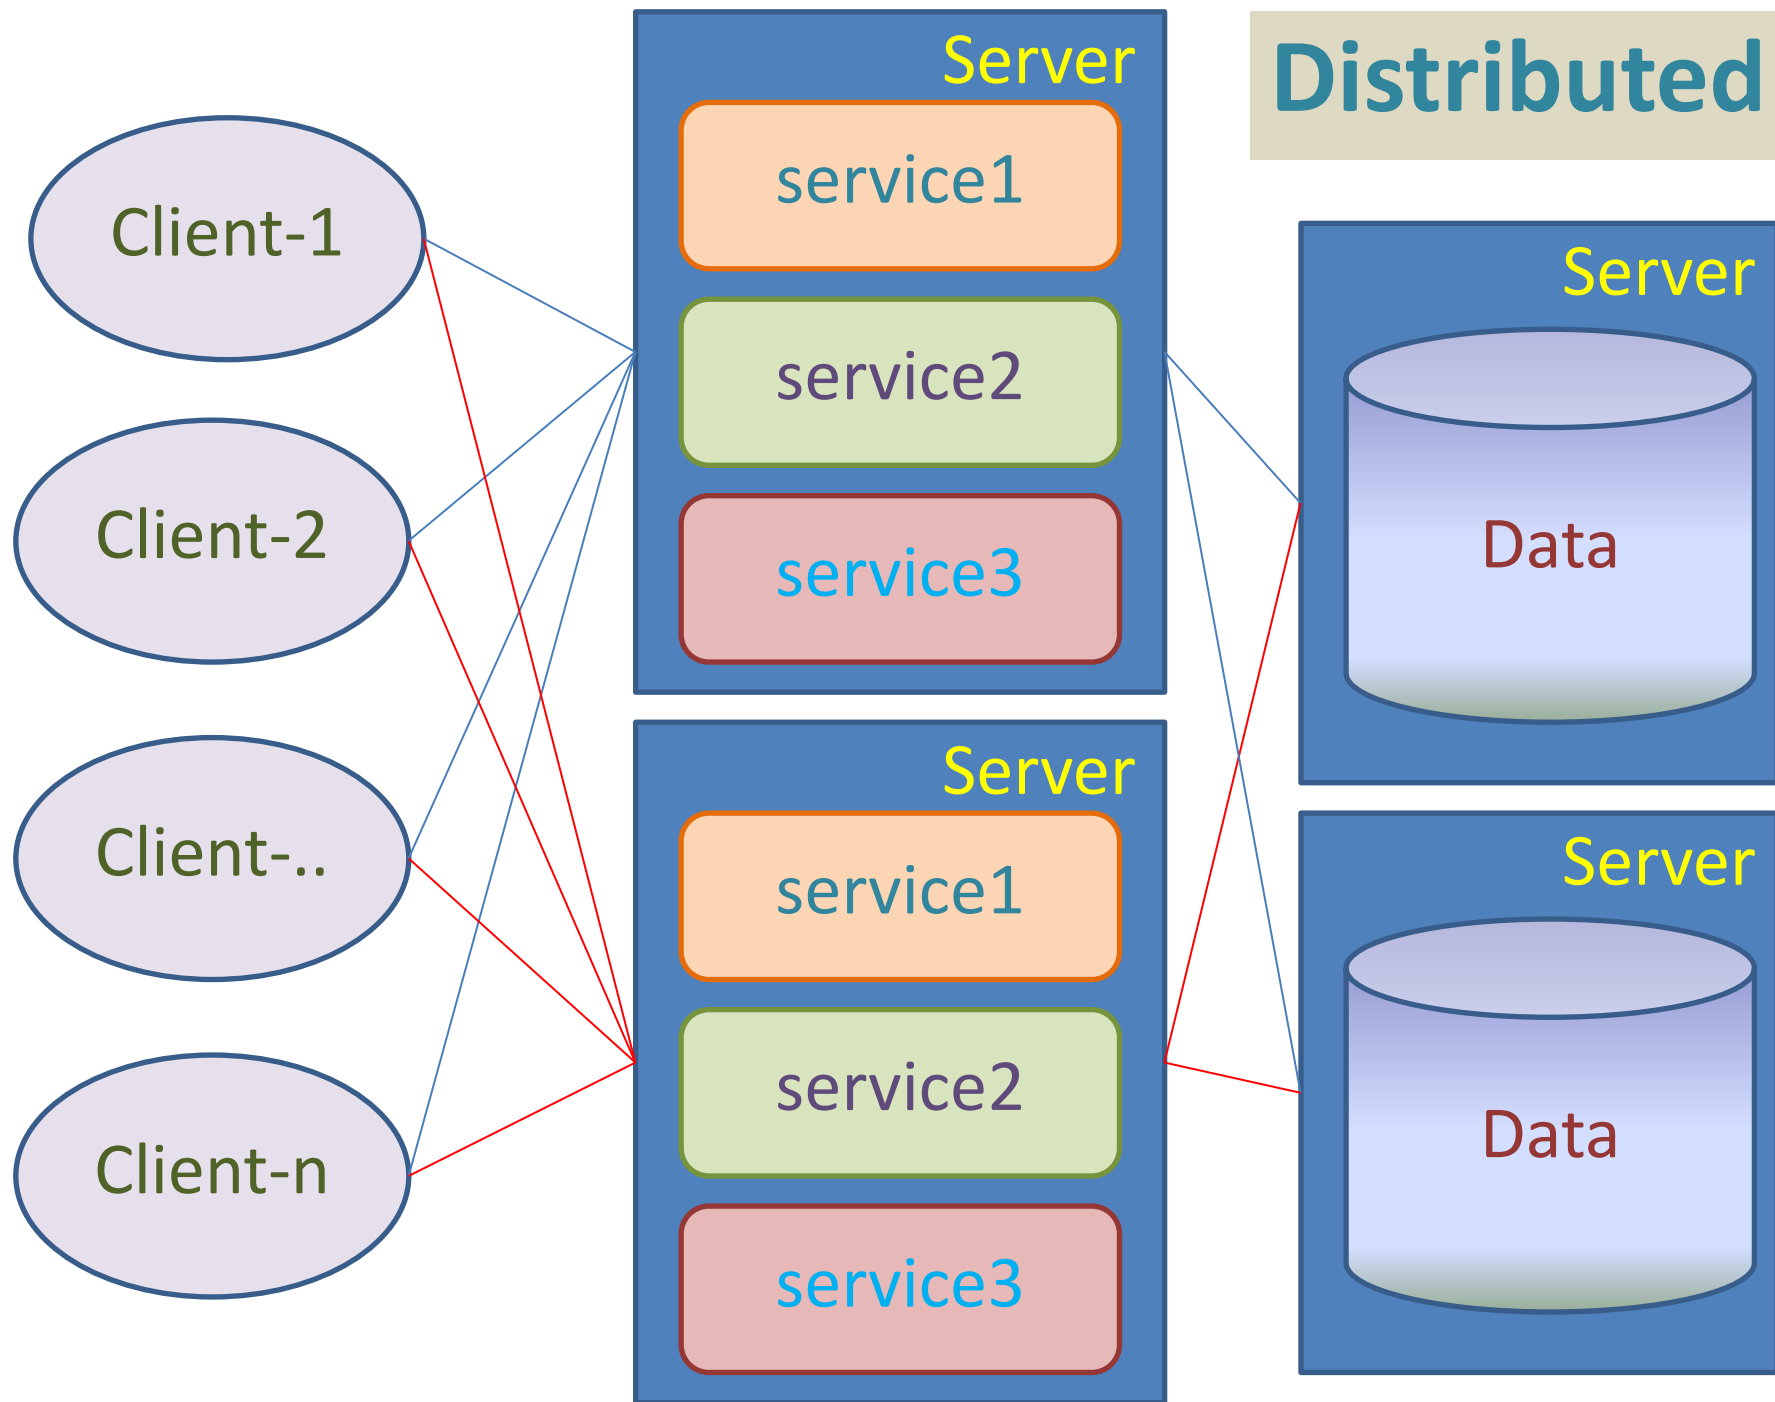 Distributed
Client-1
Client-2
Client-..
Client-n
Server
service1
service2
service3
Server
service1
service2
service3
Server
Data
Server
Data